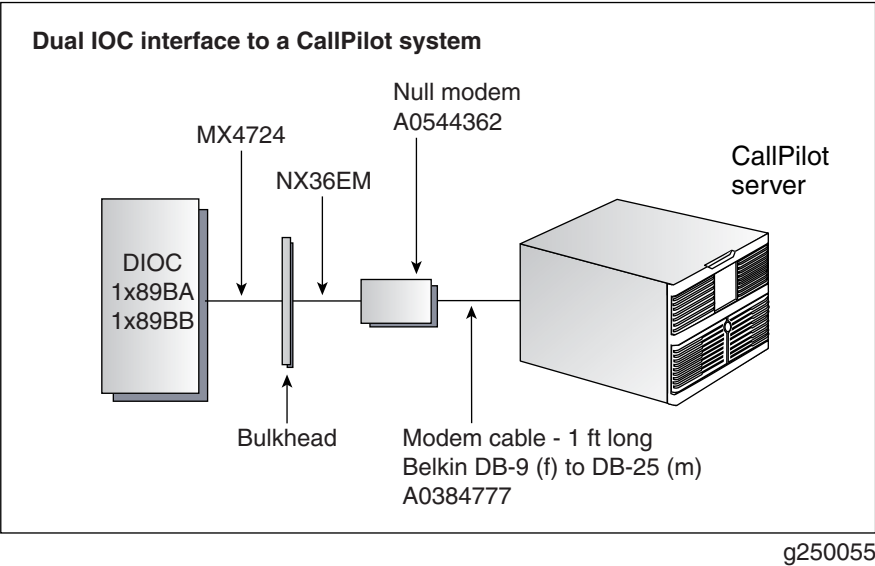 Dual IOC interface to a CallPilot system
Null modem
A0544362
MX4724
NX36EM
CallPilot
server
DIOC
1x89BA
1x89BB
Bulkhead
Modem cable - 1 ft long
Belkin DB-9 (f) to DB-25 (m)
A0384777
g250055